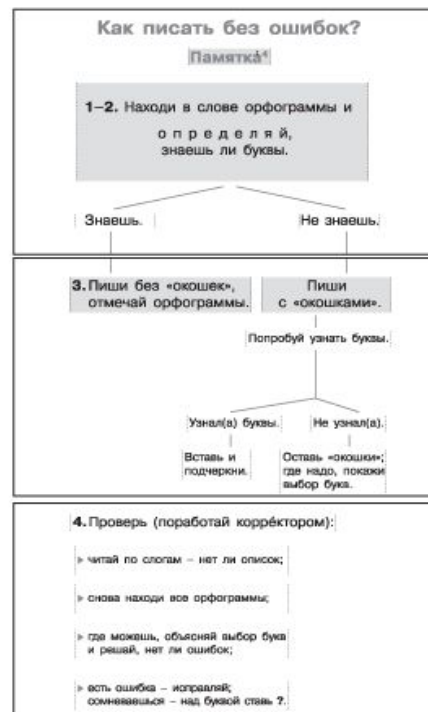 Как писать без ошибок?
Памятка¹⁴
1–2. Находи в слове орфограммы и
определяй,
знаешь ли буквы.
Знаешь. Не знаешь.
3. Пиши без «окошек»,
отмечай орфограммы.
Пиши
с «окошками».
Попробуй узнать буквы.
Узнал(а) буквы. Не узнал(а).
Вставь и
подчеркни.
Оставь «окошки»;
где надо, покажи
выбор букв.
4. Проверь (поработай корре́ктором):
читай по слогам – нет ли описок;
снова находи все орфограммы;
где можешь, объясняй выбор букв
и решай, нет ли ошибок;
есть ошибка – исправляй;
сомневаешься – над буквой ставь ?.